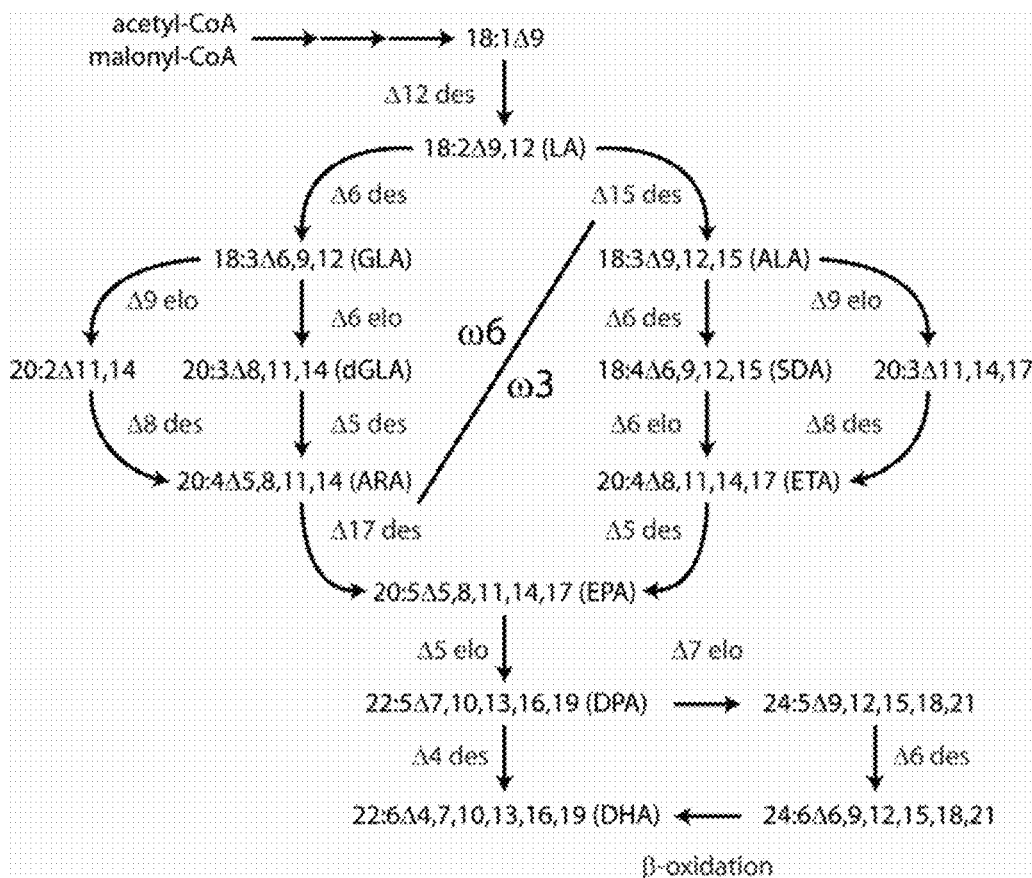 acetyl-CoA
malonyl-CoA
18:1Δ9
Δ12 des
18:2Δ9,12 (LA)
Δ6 des
Δ15 des
18:3Δ6,9,12 (GLA)
18:3Δ9,12,15 (ALA)
Δ9 elo
Δ6 elo
Δ6 des
Δ9 elo
ω6
20:2Δ11,14
20:3Δ8,11,14 (dGLA)
ω3
18:4Δ6,9,12,15 (SDA)
20:3Δ11,14,17
Δ8 des
Δ5 des
Δ6 elo
Δ8 des
20:4Δ5,8,11,14 (ARA)
20:4Δ8,11,14,17 (ETA)
Δ17 des
Δ5 des
20:5Δ5,8,11,14,17 (EPA)
Δ5 elo
Δ7 elo
22:5Δ7,10,13,16,19 (DPA)
24:5Δ9,12,15,18,21
Δ4 des
Δ6 des
22:6Δ4,7,10,13,16,19 (DHA)
24:6Δ6,9,12,15,18,21
β-oxidation